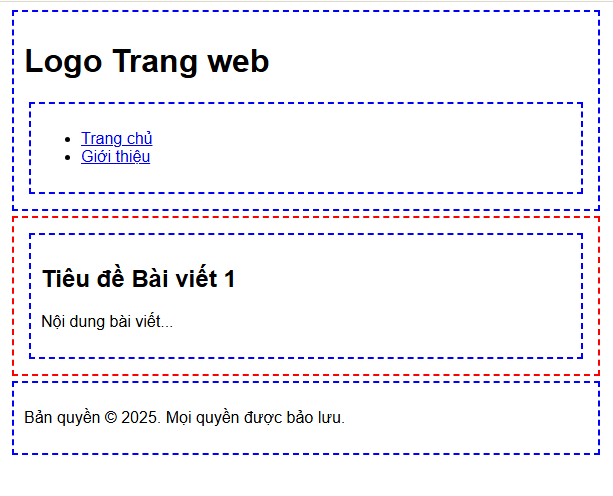 Logo Trang web
Trang chủ
Giới thiệu
Tiêu đề Bài viết 1
Nội dung bài viết...
Bản quyền © 2025. Mọi quyền được bảo lưu.